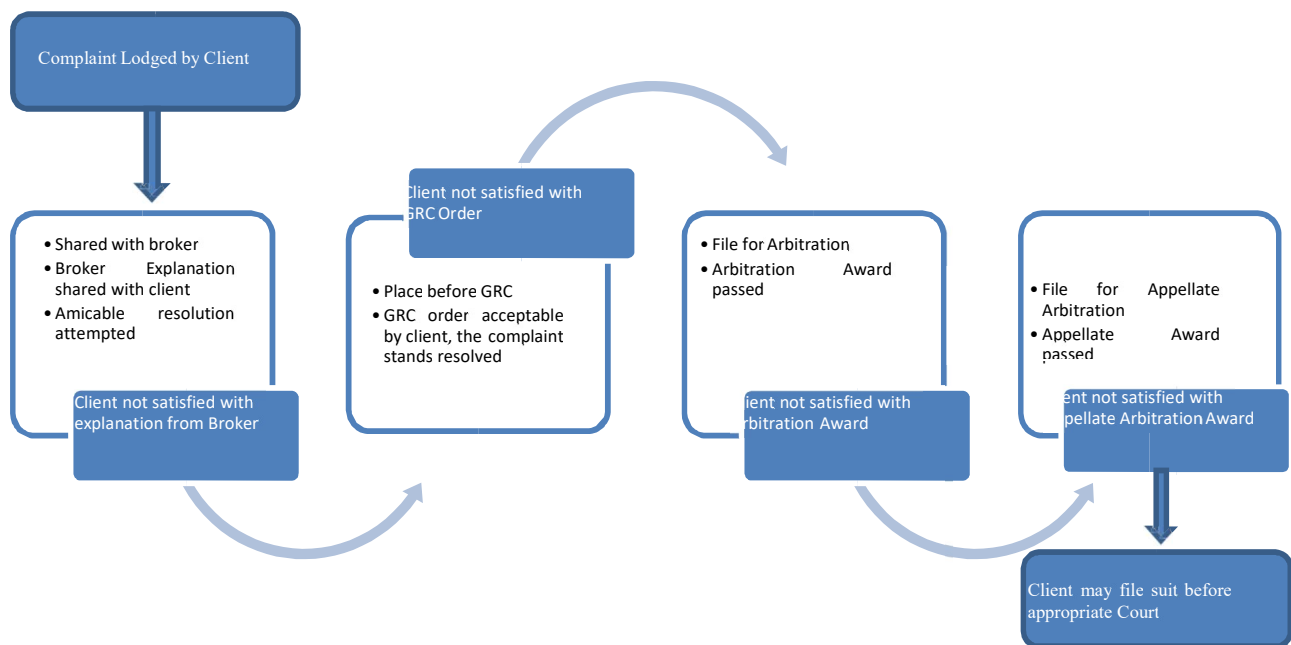 Complaint Lodged by Client
• Shared with broker
• Broker Explanation
shared with client
• Amicable resolution
attempted
Client not satisfied with
explanation from Broker
Client not satisfied with
GRC Order
• Place before GRC
• GRC order acceptable
by client, the complaint
stands resolved
• File for Arbitration
• Arbitration Award
passed
ient not satisfied with
rbitration Award
• File for Appellate
Arbitration
• Appellate Award
passed
ent not satisfied with
pellate Arbitration Award
Client may file suit before
appropriate Court